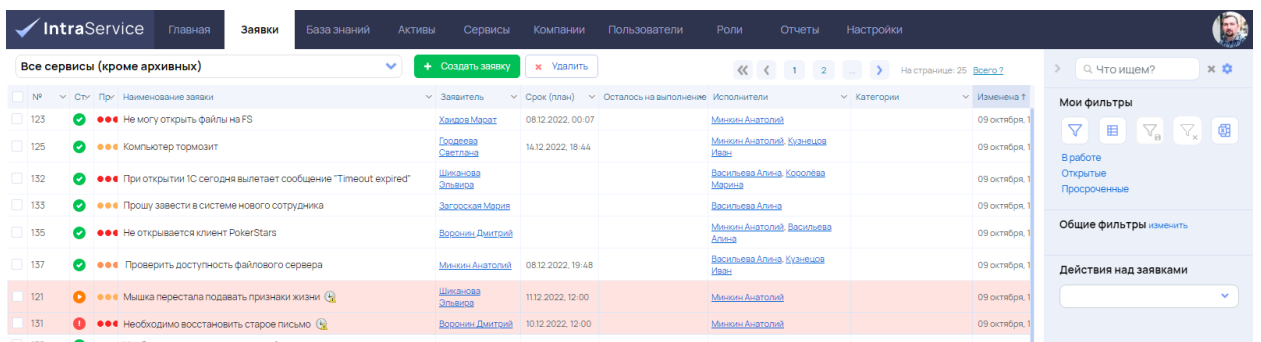 IntraService Главная Заявки База знаний Активы Сервисы Компании Пользователи Роли Отчеты Настройки
Все сервисы (кроме архивных) + Создать заявку × Удалить 1 2 ... На странице: 25 Всего ? Что ищем?
№ Наименование заявки Заявитель Срок (план) Осталось на выполнение Исполнители Категории Изменена ↑
123 Не могу открыть файлы на FS Хаидов Марат 08.12.2022, 00:07 Минкин Анатолий 09 октября, 1
125 Компьютер тормозит Гордеева Светлана 14.12.2022, 18:44 Минкин Анатолий, Кузнецов Иван 09 октября, 1
132 При открытии 1С сегодня вылетает сообщение "Timeout expired" Шиканова Эльвира Васильева Алина, Королёва Марина 09 октября, 1
133 Прошу завести в системе нового сотрудника Загорская Мария Васильева Алина 09 октября, 1
135 Не открывается клиент PokerStars Воронин Дмитрий Минкин Анатолий, Васильева Алина 09 октября, 1
137 Проверить доступность файлового сервера Минкин Анатолий 08.12.2022, 19:48 Васильева Алина, Кузнецов Иван 09 октября, 1
121 Мышка перестала подавать признаки жизни Шиканова Эльвира 11.12.2022, 12:00 Минкин Анатолий 09 октября, 1
131 Необходимо восстановить старое письмо Воронин Дмитрий 10.12.2022, 12:00 Минкин Анатолий 09 октября, 1
Мои фильтры
В работе
Открытые
Просроченные
Общие фильтры изменить
Действия над заявками